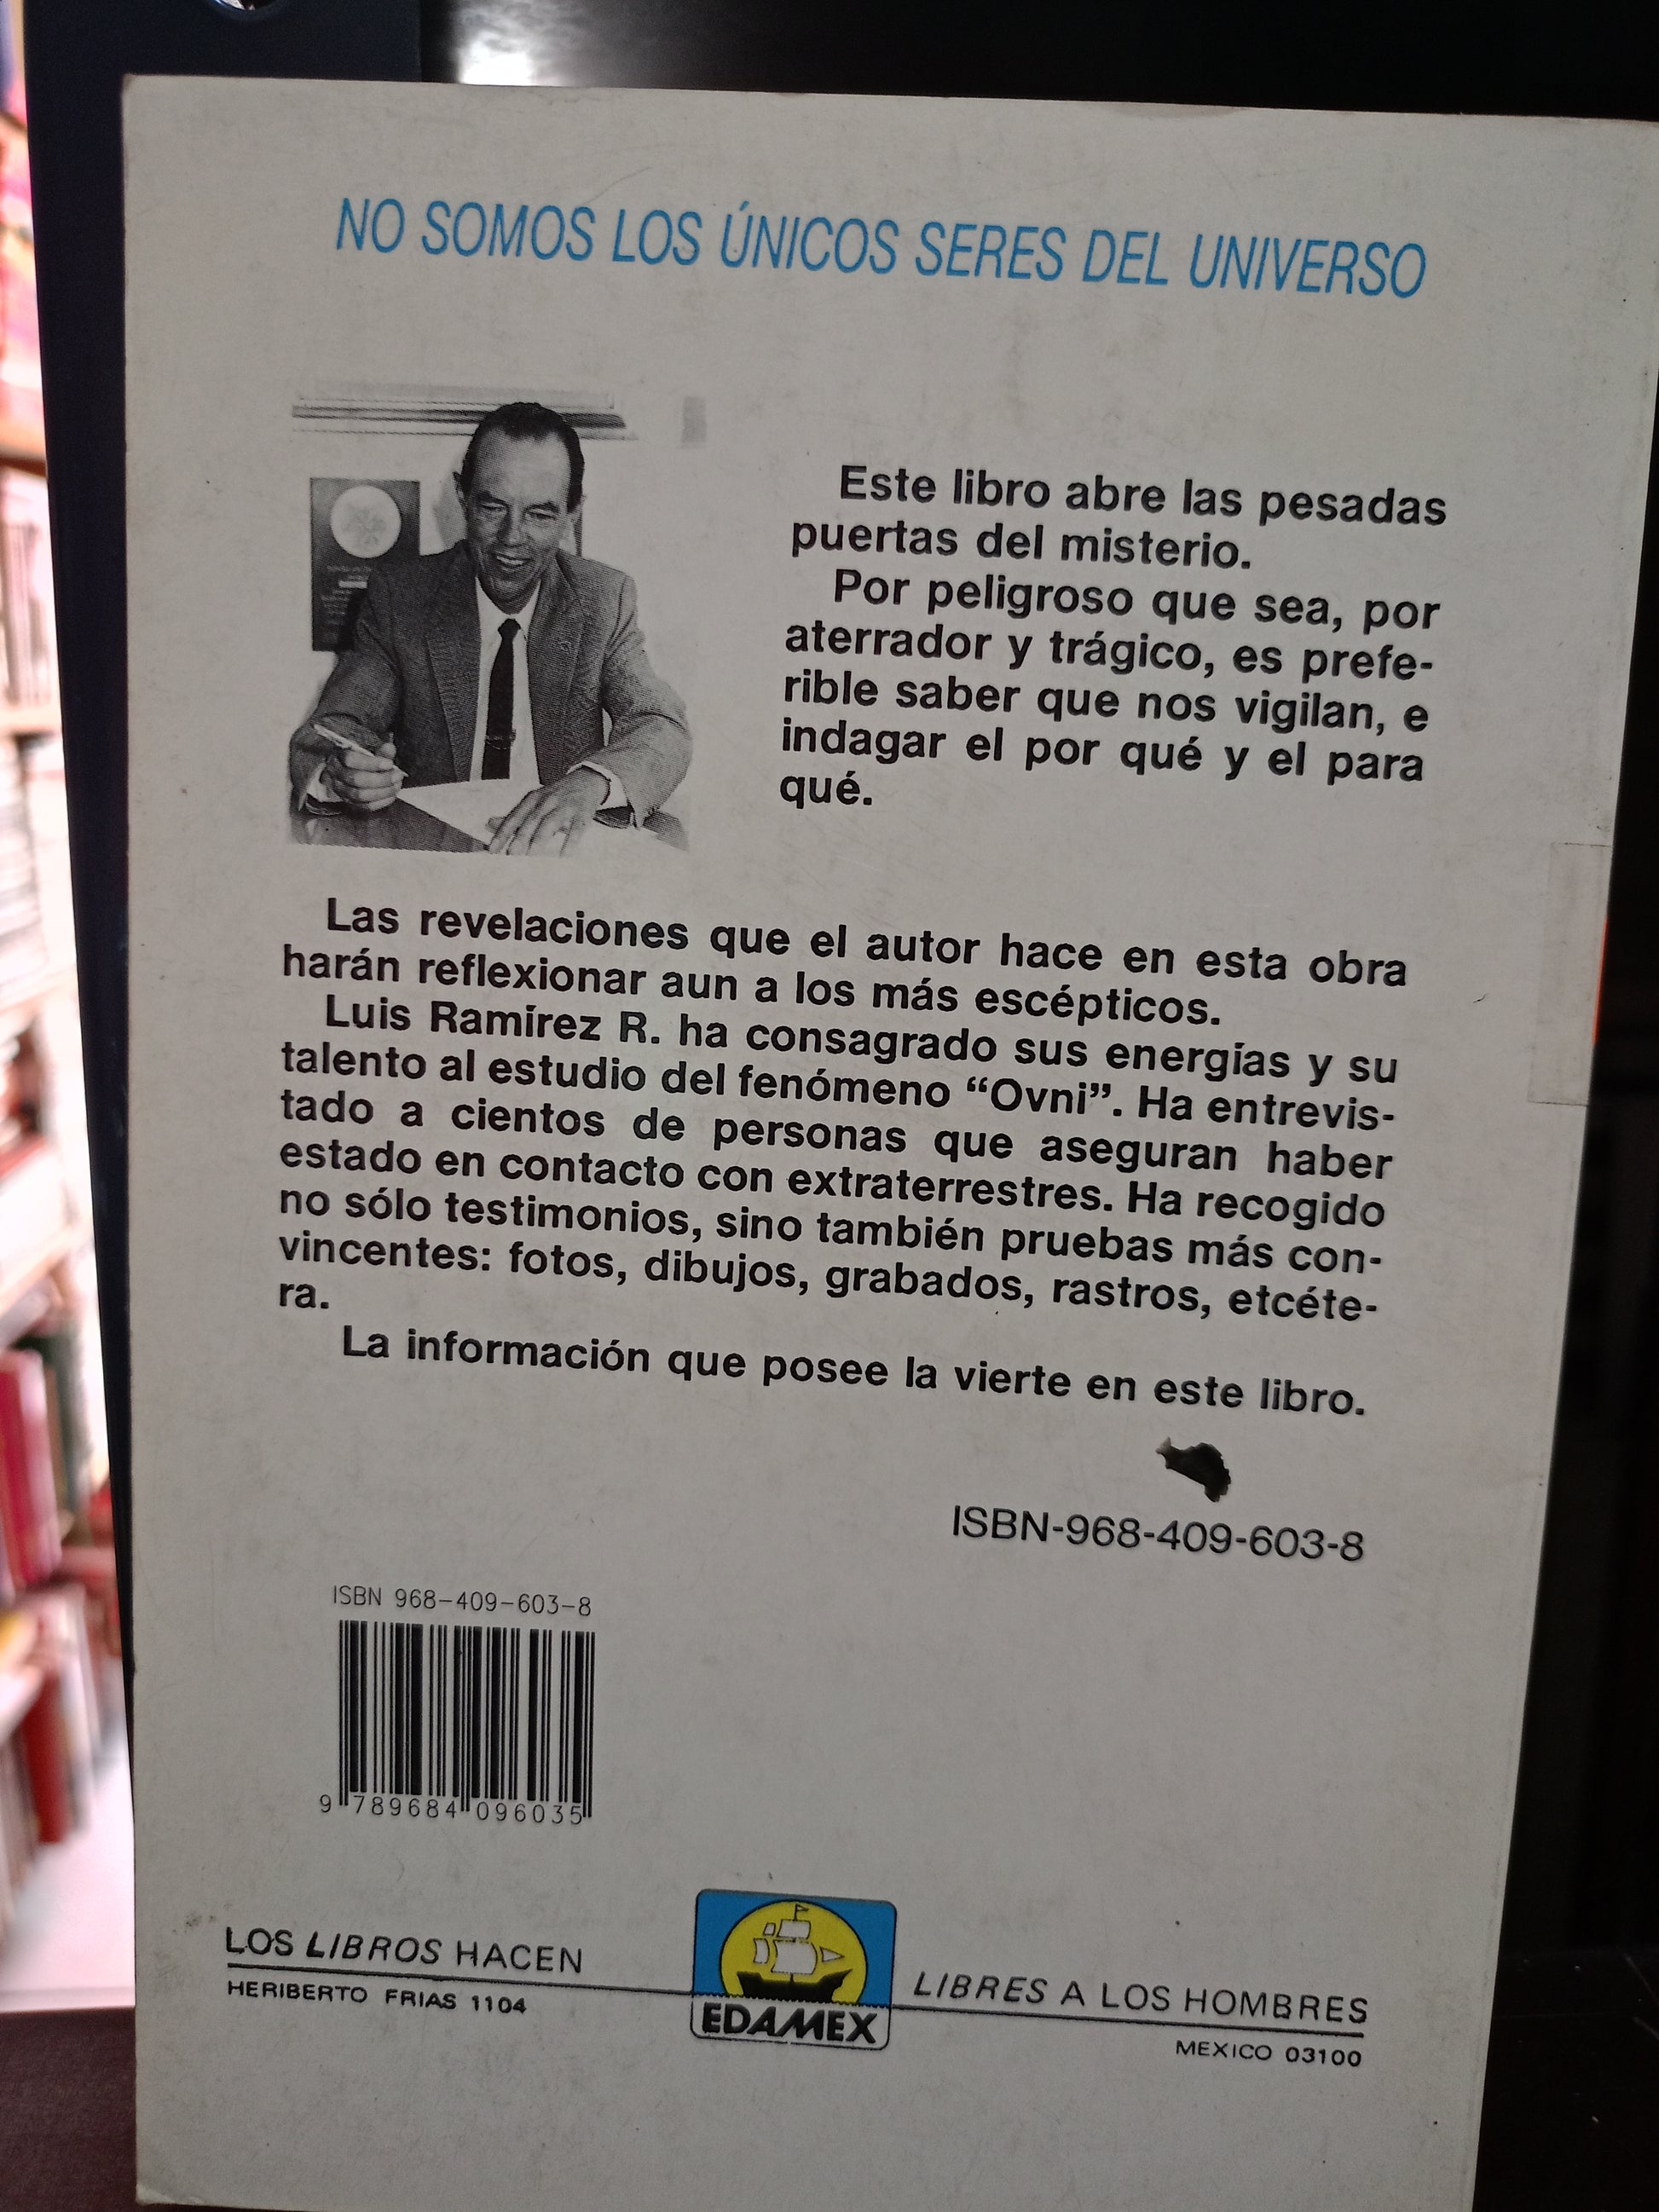 NO SOMOS LOS ÚNICOS SERES DEL UNIVERSO
Este libro abre las pesadas
puertas del misterio.
Por peligroso que sea, por
aterrador y trágico, es prefe-
rible saber que nos vigilan, e
indagar el por qué y el para
qué.
Las revelaciones que el autor hace en esta obra
harán reflexionar aun a los más escépticos.
Luis Ramírez R. ha consagrado sus energías y su
talento al estudio del fenómeno “Ovni”. Ha entrevis-
tado a cientos de personas que aseguran haber
estado en contacto con extraterrestres. Ha recogido
no sólo testimonios, sino también pruebas más con-
vincentes: fotos, dibujos, grabados, rastros, etcéte-
ra.
La información que posee la vierte en este libro.
ISBN-968-409-603-8
ISBN 968-409-603-8
9 789684 096035
LOS LIBROS HACEN LIBRES A LOS HOMBRES
HERIBERTO FRIAS 1104
EDAMEX
MEXICO 03100